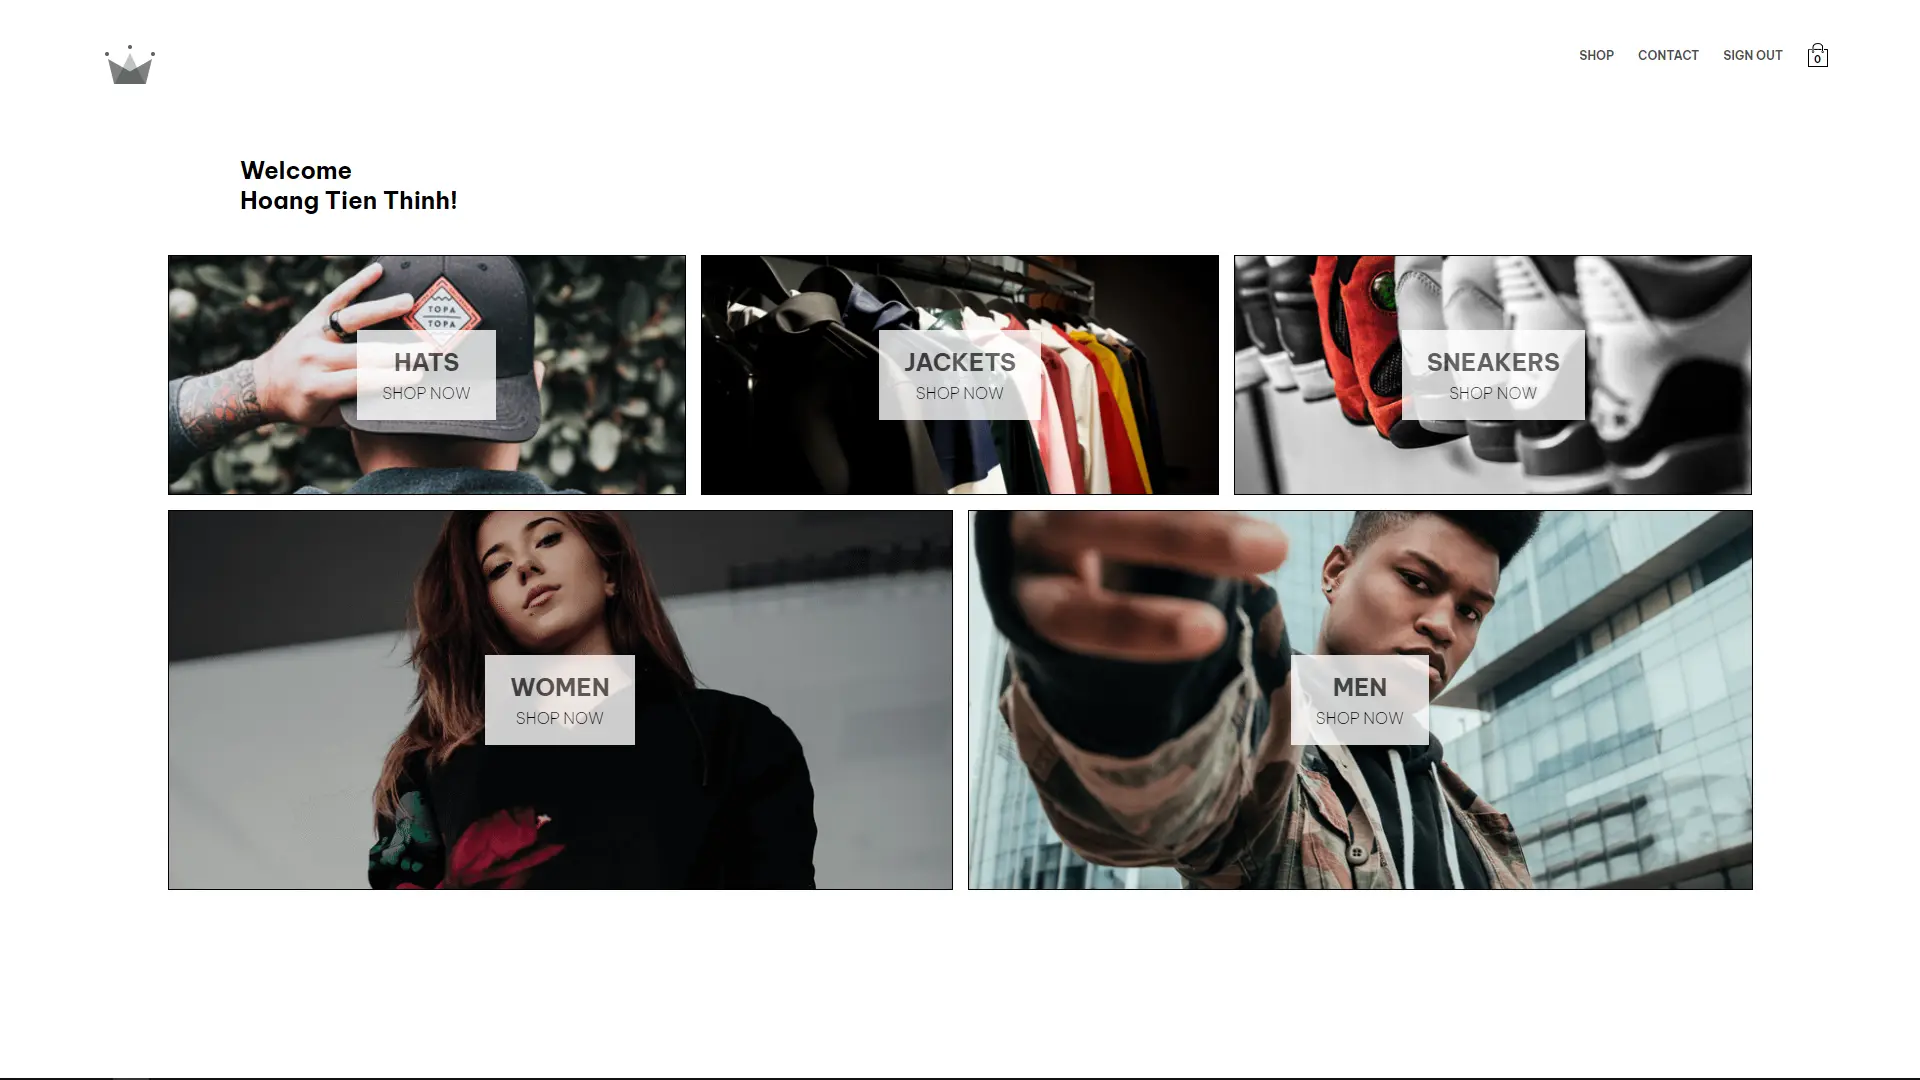 SHOP CONTACT SIGN OUT 0
Welcome
Hoang Tien Thinh!
TOPA
TOPA
HATS
SHOP NOW
JACKETS
SHOP NOW
SNEAKERS
SHOP NOW
WOMEN
SHOP NOW
MEN
SHOP NOW